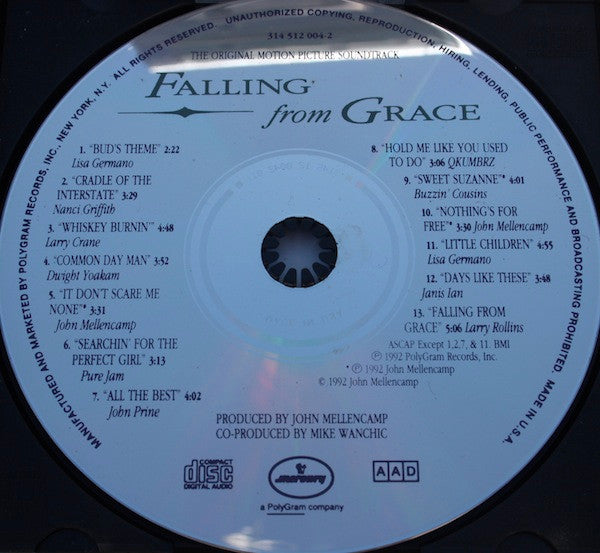 UNAUTHORIZED COPYING, REPRODUCTION, HIRING, LENDING, PUBLIC PERFORMANCE AND BROADCASTING PROHIBITED. MADE IN U.S.A.
MANUFACTURED AND MARKETED BY POLYGRAM RECORDS, INC., NEW YORK, N.Y. ALL RIGHTS RESERVED.
314 512 004-2
THE ORIGINAL MOTION PICTURE SOUNDTRACK
FALLING
from GRACE
1. "BUD'S THEME" 2:22
Lisa Germano
2. "CRADLE OF THE
INTERSTATE" 3:29
Nanci Griffith
3. "WHISKEY BURNIN'" 4:48
Larry Crane
4. "COMMON DAY MAN" 3:52
Dwight Yoakam
5. "IT DON'T SCARE ME
NONE"* 3:31
John Mellencamp
6. "SEARCHIN' FOR THE
PERFECT GIRL" 3:13
Pure Jam
7. "ALL THE BEST" 4:02
John Prine
8. "HOLD ME LIKE YOU USED
TO DO" 3:06 QKUMBRZ
9. "SWEET SUZANNE"* 4:01
Buzzin' Cousins
10. "NOTHING'S FOR
FREE"* 3:30 John Mellencamp
11. "LITTLE CHILDREN" 4:55
Lisa Germano
12. "DAYS LIKE THESE" 3:48
Janis Ian
13. "FALLING FROM
GRACE" 5:06 Larry Rollins
ASCAP Except 1,2,7, & 11. BMI
℗ 1992 PolyGram Records, Inc.
*℗ 1992 John Mellencamp
© 1992 John Mellencamp
PRODUCED BY JOHN MELLENCAMP
CO-PRODUCED BY MIKE WANCHIC
COMPACT
disc
DIGITAL AUDIO
mercury
a PolyGram company
AAD